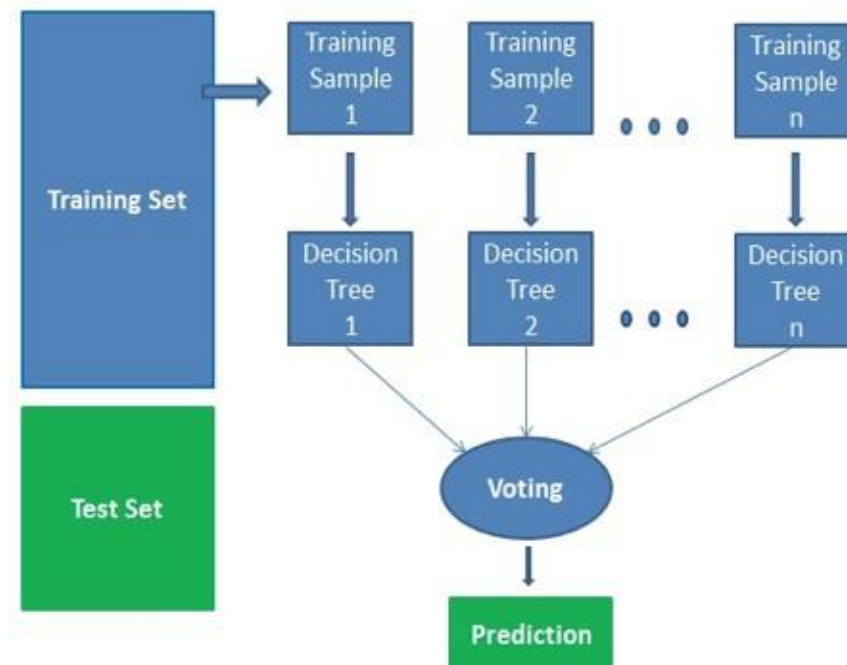 Training Set
Training
Sample
1
Training
Sample
2
Training
Sample
n
Decision
Tree
1
Decision
Tree
2
Decision
Tree
n
Voting
Test Set
Prediction